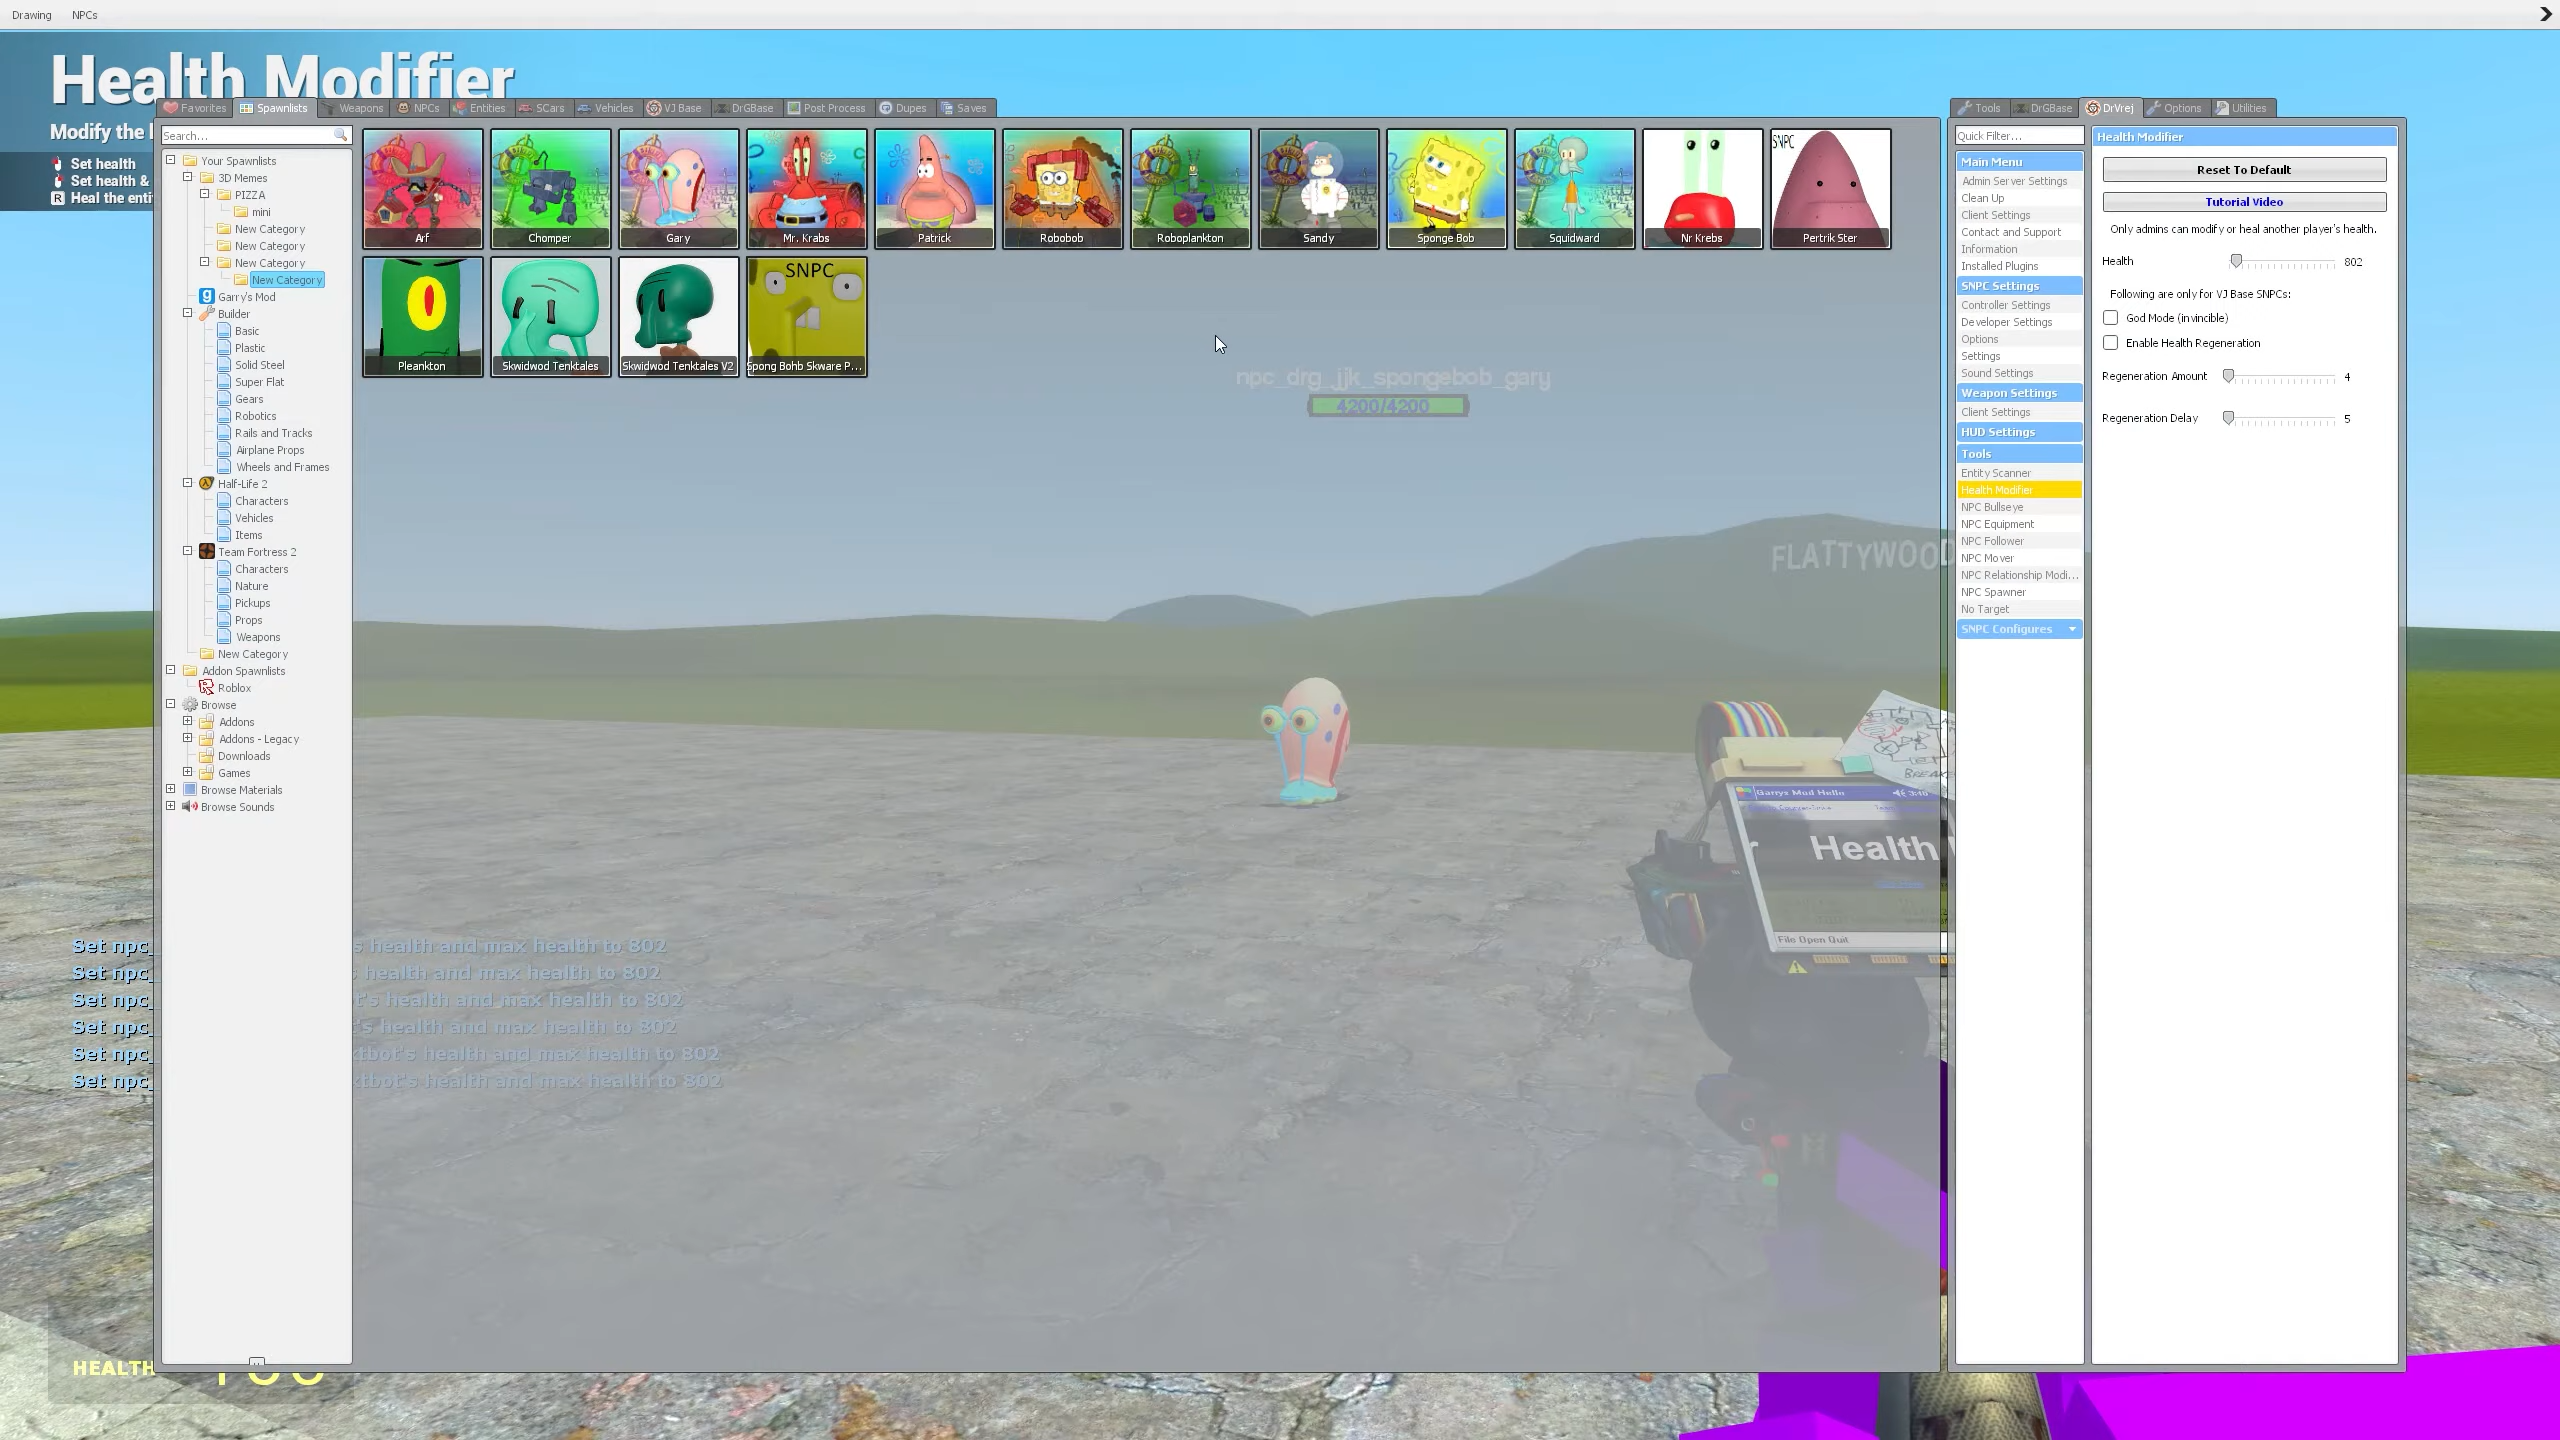 Drawing NPCs
Health Modifier
Modify the
Set health
Set health &
R Heal the enti
Favorites Spawnlists Weapons NPCs Entities SCars Vehicles VJ Base DrGBase Post Process Dupes Saves
Search...
Your Spawnlists
3D Memes
PIZZA
mini
New Category
New Category
New Category
New Category
Garry's Mod
Builder
Basic
Plastic
Solid Steel
Super Flat
Gears
Robotics
Rails and Tracks
Airplane Props
Wheels and Frames
Half-Life 2
Characters
Vehicles
Items
Team Fortress 2
Characters
Nature
Pickups
Props
Weapons
New Category
Addon Spawnlists
Roblox
Browse
Addons
Addons - Legacy
Downloads
Games
Browse Materials
Browse Sounds
SNPC
Arf Chomper Gary Mr. Krabs Patrick Robobob Roboplankton Sandy Sponge Bob Squidward Nr Krebs Pertrik Ster
SNPC
Pleankton Skwidwod Tenktales Skwidwod Tenktales V2 Spong Bohb Skware P...
npc_drg_jjk_spongebob_gary
4200/4200
FLATTYWOOD
Garrys Mod Hello 3:40
Health
File Open Quit
Set npc_ s health and max health to 802
Set npc_ s health and max health to 802
Set npc_ t's health and max health to 802
Set npc_ 's health and max health to 802
Set npc_ tbot's health and max health to 802
Set npc_ tbot's health and max health to 802
HEALTH 100
Tools DrGBase DrVrej Options Utilities
Quick Filter...
Main Menu
Admin Server Settings
Clean Up
Client Settings
Contact and Support
Information
Installed Plugins
SNPC Settings
Controller Settings
Developer Settings
Options
Settings
Sound Settings
Weapon Settings
Client Settings
HUD Settings
Tools
Entity Scanner
Health Modifier
NPC Bullseye
NPC Equipment
NPC Follower
NPC Mover
NPC Relationship Modi...
NPC Spawner
No Target
SNPC Configures
Health Modifier
Reset To Default
Tutorial Video
Only admins can modify or heal another player's health.
Health 802
Following are only for VJ Base SNPCs:
God Mode (invincible)
Enable Health Regeneration
Regeneration Amount 4
Regeneration Delay 5